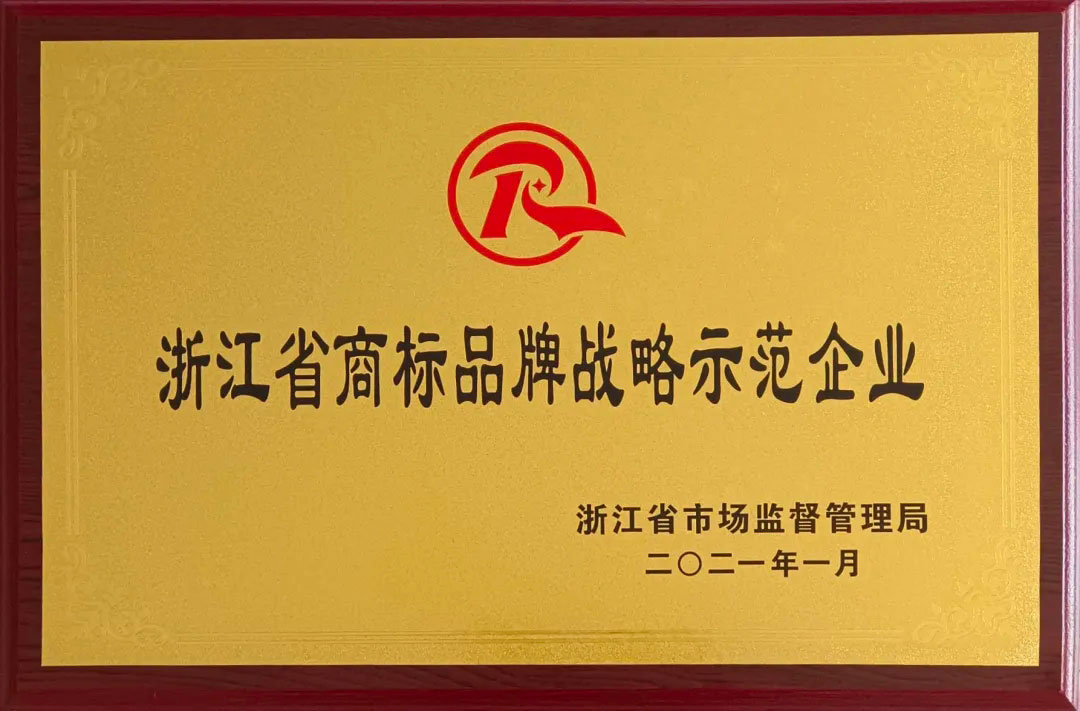 浙江省商标品牌战略示范企业
浙江省市场监督管理局
二〇二一年一月